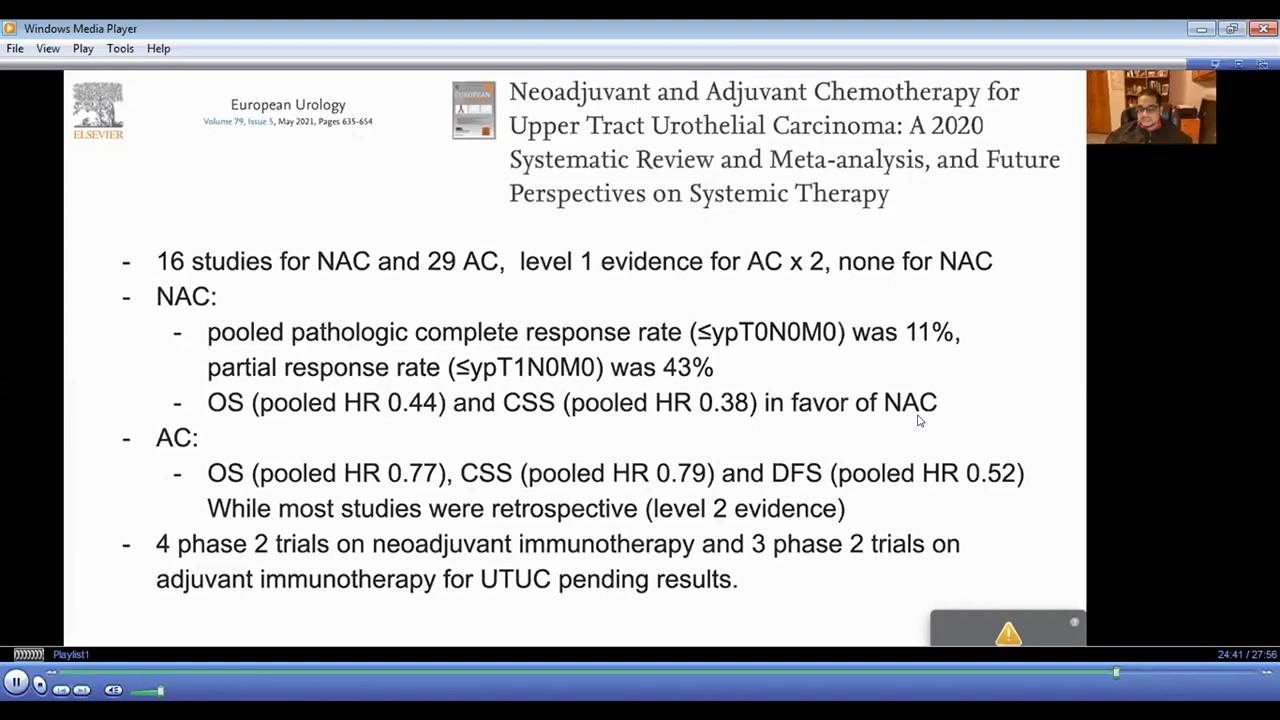 Windows Media Player
File View Play Tools Help
ELSEVIER
European Urology
Volume 79, Issue 5, May 2021, Pages 635-654
EUROPEAN
Neoadjuvant and Adjuvant Chemotherapy for
Upper Tract Urothelial Carcinoma: A 2020
Systematic Review and Meta-analysis, and Future
Perspectives on Systemic Therapy
- 16 studies for NAC and 29 AC, level 1 evidence for AC x 2, none for NAC
- NAC:
- pooled pathologic complete response rate (≤ypT0N0M0) was 11%,
partial response rate (≤ypT1N0M0) was 43%
- OS (pooled HR 0.44) and CSS (pooled HR 0.38) in favor of NAC
- AC:
- OS (pooled HR 0.77), CSS (pooled HR 0.79) and DFS (pooled HR 0.52)
While most studies were retrospective (level 2 evidence)
- 4 phase 2 trials on neoadjuvant immunotherapy and 3 phase 2 trials on
adjuvant immunotherapy for UTUC pending results.
Playlist1
24:41 / 27:56